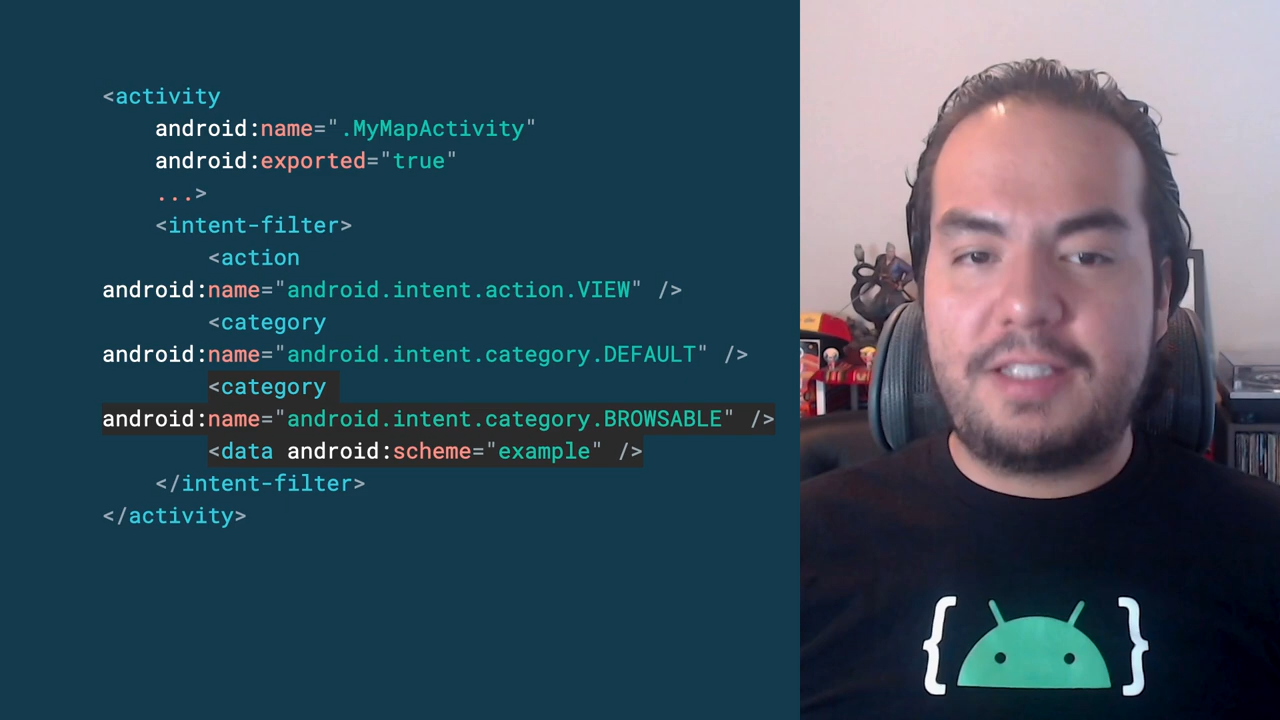 <activity
android:name=".MyMapActivity"
android:exported="true"
...>
<intent-filter>
<action
android:name="android.intent.action.VIEW" />
<category
android:name="android.intent.category.DEFAULT" />
<category
android:name="android.intent.category.BROWSABLE" />
<data android:scheme="example" />
</intent-filter>
</activity>
{ }